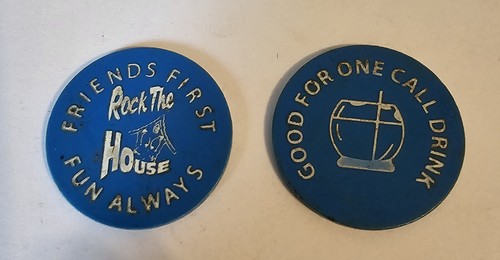 FRIENDS FIRST
ROCK THE
HOUSE
FUN ALWAYS
GOOD FOR ONE CALL DRINK